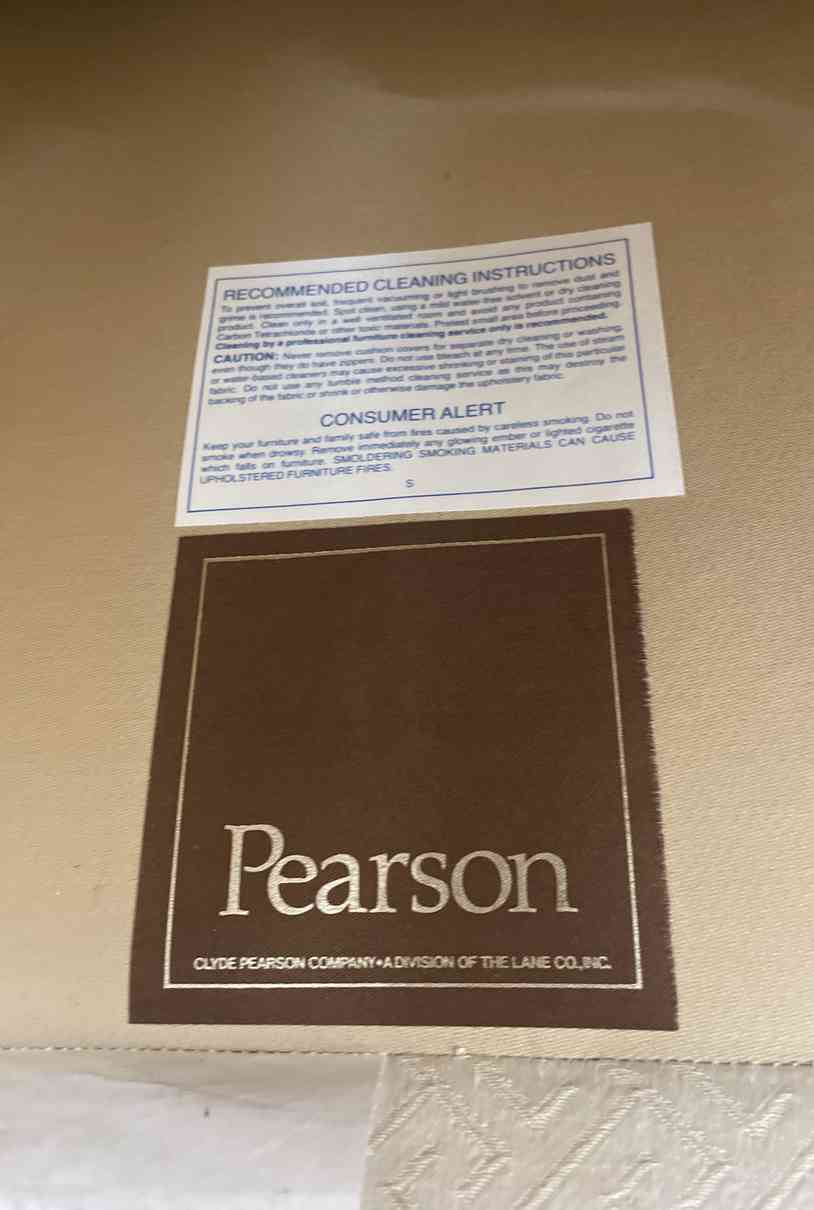 RECOMMENDED CLEANING INSTRUCTIONS
To prevent overall soil, frequent vacuuming or light brushing to remove dust and
grime is recommended. Spot clean, using a mild water-free solvent or dry cleaning
product. Clean only in a well ventilated room and avoid any product containing
Carbon Tetrachloride or other toxic materials. Pretest small area before proceeding.
Cleaning by a professional furniture cleaning service only is recommended.
CAUTION: Never remove cushion covers for separate dry cleaning or washing,
even though they do have zippers. Do not use bleach at any time. The use of steam
or water-based cleaners may cause excessive shrinking or staining of this particular
fabric. Do not use any tumble method cleaning service as this may destroy the
backing of the fabric or shrink or otherwise damage the upholstery fabric.
CONSUMER ALERT
Keep your furniture and family safe from fires caused by careless smoking. Do not
smoke when drowsy. Remove immediately any glowing ember or lighted cigarette
which falls on furniture. SMOLDERING SMOKING MATERIALS CAN CAUSE
UPHOLSTERED FURNITURE FIRES.
S
Pearson
CLYDE PEARSON COMPANY•A DIVISION OF THE LANE CO.,INC.